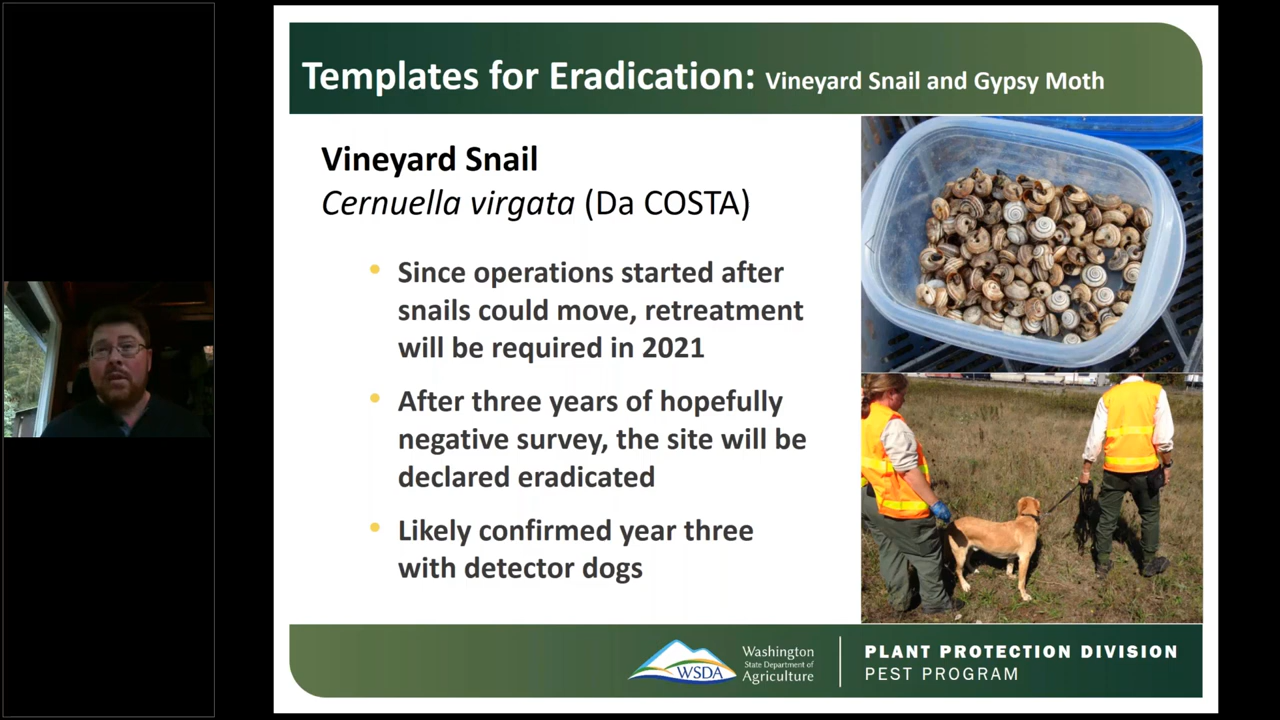 Templates for Eradication: Vineyard Snail and Gypsy Moth
Vineyard Snail
Cernuella virgata (Da COSTA)
• Since operations started after
snails could move, retreatment
will be required in 2021
• After three years of hopefully
negative survey, the site will be
declared eradicated
• Likely confirmed year three
with detector dogs
WSDA
Washington
State Department of
Agriculture
PLANT PROTECTION DIVISION
PEST PROGRAM